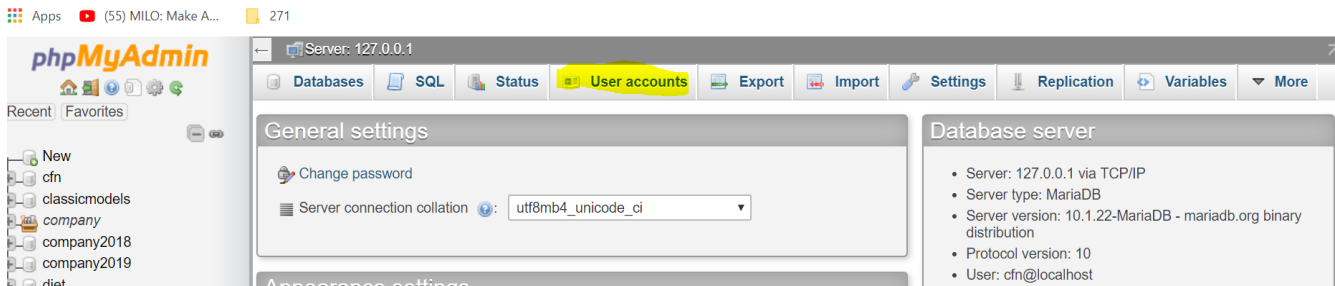 Apps (55) MILO: Make A... 271
phpMyAdmin
Recent Favorites
New
cfn
classicmodels
company
company2018
company2019
diet
Server: 127.0.0.1
Databases SQL Status User accounts Export Import Settings Replication Variables More
General settings
Change password
Server connection collation : utf8mb4_unicode_ci
Appearance settings
Database server
Server: 127.0.0.1 via TCP/IP
Server type: MariaDB
Server version: 10.1.22-MariaDB - mariadb.org binary
distribution
Protocol version: 10
User: cfn@localhost